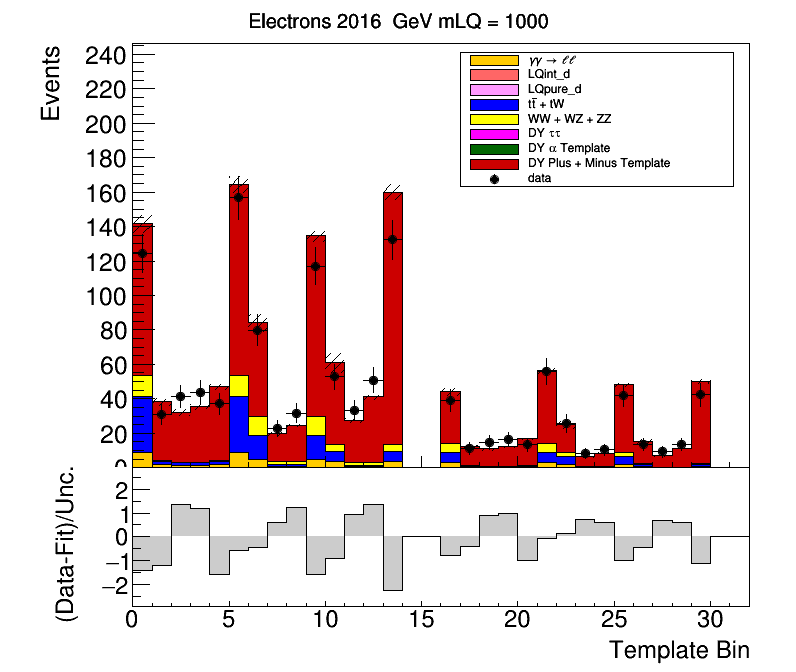 Electrons 2016 GeV mLQ = 1000
Events
240
220
200
180
160
140
120
100
80
60
40
20
0
γγ → ℓℓ
LQint_d
LQpure_d
tt̅ + tW
WW + WZ + ZZ
DY ττ
DY α Template
DY Plus + Minus Template
data
(Data-Fit)/Unc.
2
1
0
−1
−2
0 5 10 15 20 25 30
Template Bin